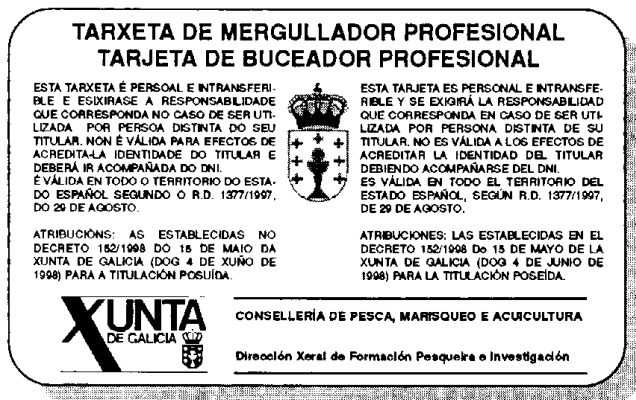 TARXETA DE MERGULLADOR PROFESIONAL
TARJETA DE BUCEADOR PROFESIONAL
ESTA TARXETA É PERSOAL E INTRANSFERI-
BLE E ESIXIRASE A RESPONSABILIDADE
QUE CORRESPONDA NO CASO DE SER UTI-
LIZADA POR PERSOA DISTINTA DO SEU
TITULAR. NON É VÁLIDA PARA EFECTOS DE
ACREDITA-LA IDENTIDADE DO TITULAR E
DEBERÁ IR ACOMPAÑADA DO DNI.
É VÁLIDA EN TODO O TERRITORIO DO ESTA-
DO ESPAÑOL SEGUNDO O R.D. 1377/1997,
DO 29 DE AGOSTO.
ATRIBUCIÓNS: AS ESTABLECIDAS NO
DECRETO 152/1998 DO 15 DE MAIO DA
XUNTA DE GALICIA (DOG 4 DE XUÑO DE
1998) PARA A TITULACIÓN POSUÍDA.
ESTA TARJETA ES PERSONAL E INTRANSFE-
RIBLE Y SE EXIGIRÁ LA RESPONSABILIDAD
QUE CORRESPONDA EN CASO DE SER UTI-
LIZADA POR PERSONA DISTINTA DE SU
TITULAR. NO ES VÁLIDA A LOS EFECTOS DE
ACREDITAR LA IDENTIDAD DEL TITULAR
DEBIENDO ACOMPAÑARSE DEL DNI.
ES VÁLIDA EN TODO EL TERRITORIO DEL
ESTADO ESPAÑOL, SEGÚN R.D. 1377/1997,
DE 29 DE AGOSTO.
ATRIBUCIONES: LAS ESTABLECIDAS EN EL
DECRETO 152/1998 Do 15 DE MAYO DE LA
XUNTA DE GALICIA (DOG 4 DE JUNIO DE
1998) PARA LA TITULACIÓN POSEÍDA.
XUNTA
DE GALICIA
CONSELLERÍA DE PESCA, MARISQUEO E ACUICULTURA
Dirección Xeral de Formación Pesqueira e Investigación